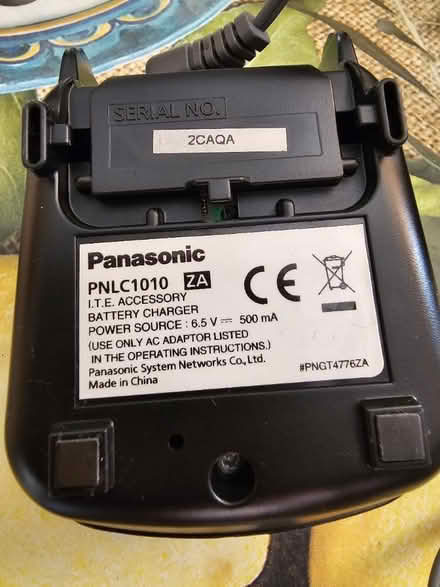 SERIAL NO.
2CAQA
Panasonic
PNLC1010 ZA
I.T.E. ACCESSORY
BATTERY CHARGER
POWER SOURCE : 6.5 V ⎓ 500 mA
(USE ONLY AC ADAPTOR LISTED
IN THE OPERATING INSTRUCTIONS.)
Panasonic System Networks Co., Ltd.
Made in China
CE
#PNGT4776ZA